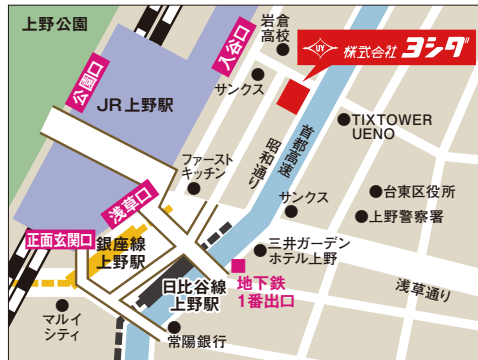 上野公園
公園口
JR上野駅
入谷口
岩倉
高校
サンクス
UY 株式会社 ヨシダ
首都高速
昭和通り
TIXTOWER
UENO
ファースト
キッチン
浅草口
サンクス
台東区役所
上野警察署
正面玄関口
銀座線
上野駅
三井ガーデン
ホテル上野
日比谷線
上野駅
地下鉄
1番出口
浅草通り
マルイ
シティ
常陽銀行